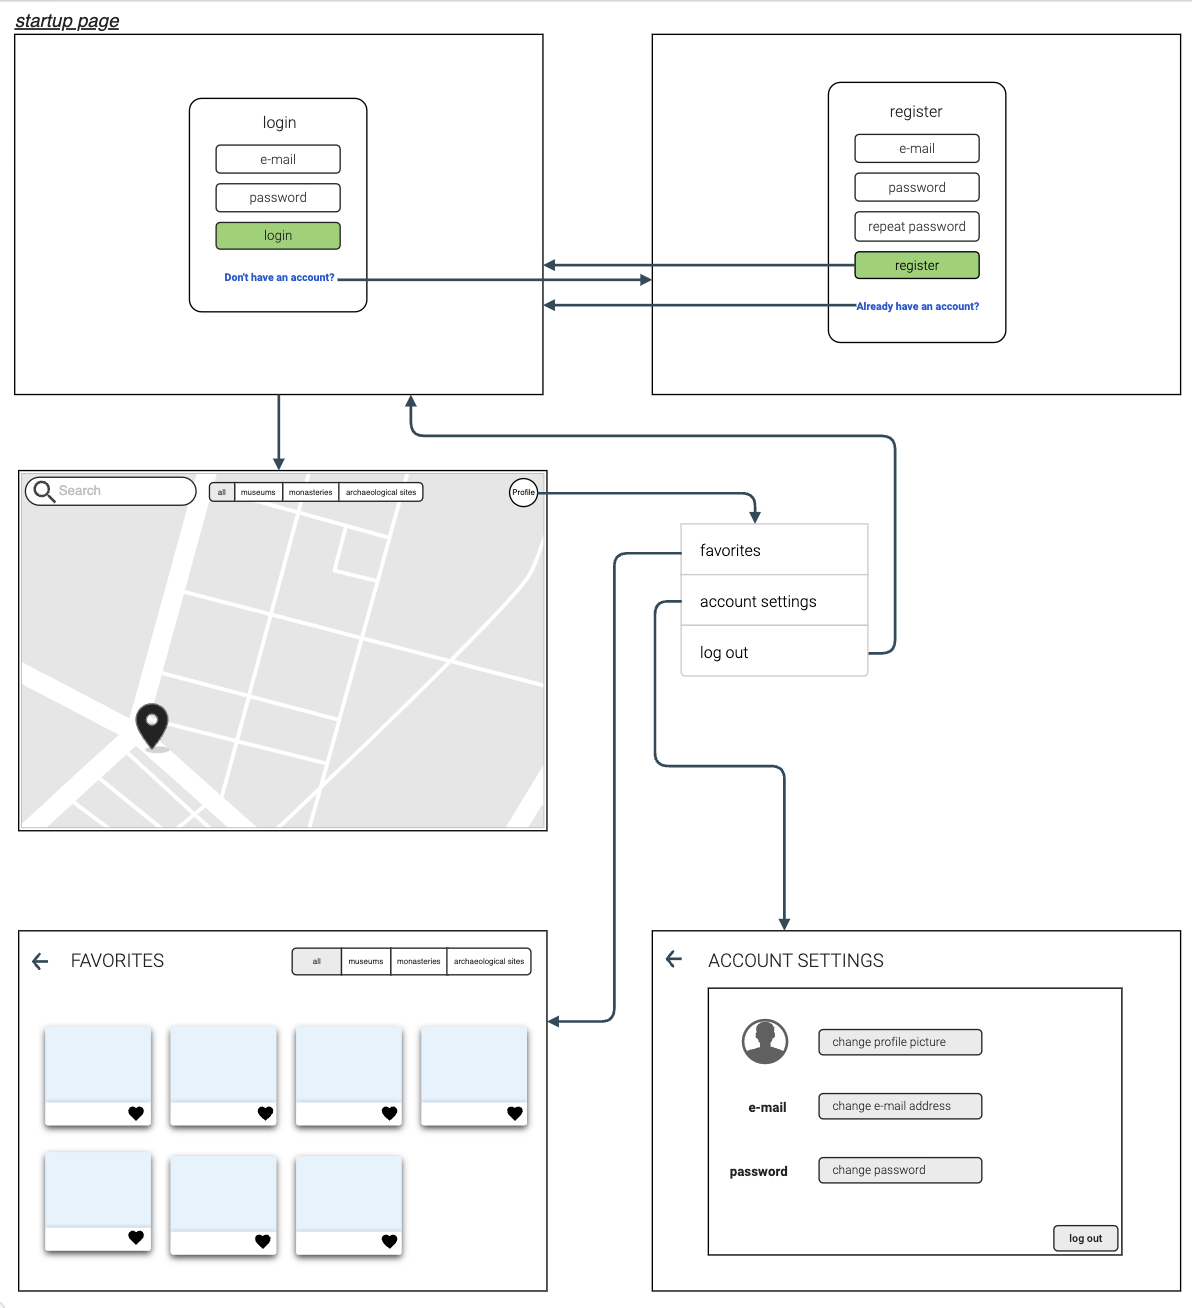 startup page
login
e-mail
password
login
Don't have an account?
register
e-mail
password
repeat password
register
Already have an account?
Search
all museums monasteries archaeological sites
Profile
favorites
account settings
log out
FAVORITES
all museums monasteries archaeological sites
ACCOUNT SETTINGS
change profile picture
e-mail change e-mail address
password change password
log out